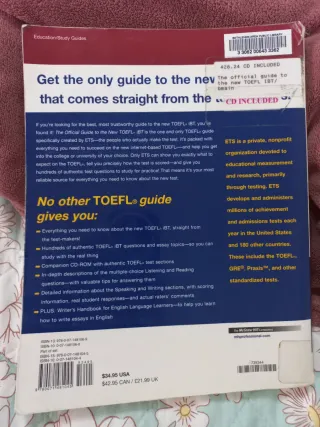 Education/Study Guides
428.24 CD INCLUDED
The official guide to
the new TOEFL IBT/
Get the only guide to the new
that comes straight from the
CD INCLUDED
If you're looking for the best, most trustworthy guide to the new TOEFL® iBT, you've
found it! The Official Guide to the New TOEFL® iBT is the one and only TOEFL® guide
specifically created by ETS—the people who actually make the test. It's packed with
everything you need to succeed on the new internet-based TOEFL®—and help you get
into the college or university of your choice. Only ETS can show you exactly what to
expect on the TOEFL®, tell you precisely how the test is scored—and give you
hundreds of authentic test questions to study for practice! That means it's your most
reliable source for everything you need to know about the new test.
No other TOEFL® guide
gives you:
Everything you need to know about the new TOEFL® iBT, straight from
the test-makers!
Hundreds of authentic TOEFL® iBT questions and essay topics—so you can
study with the real thing
Companion CD-ROM with authentic TOEFL® test sections
In-depth descriptions of the multiple-choice Listening and Reading
questions—with valuable tips for answering them
Detailed information about the Speaking and Writing sections, with scoring
information, real student responses—and actual raters' comments
PLUS: Writer's Handbook for English Language Learners—to help you learn
how to write essays in English
ETS is a private, nonprofit
organization devoted to
educational measurement
and research, primarily
through testing. ETS
develops and administers
millions of achievement
and admissions tests each
year in the United States
and 180 other countries.
These include the TOEFL,
GRE®, Praxis™, and other
standardized tests.
$34.95 USA
$42.95 CAN / £21.99 UK
The McGraw-Hill Companies